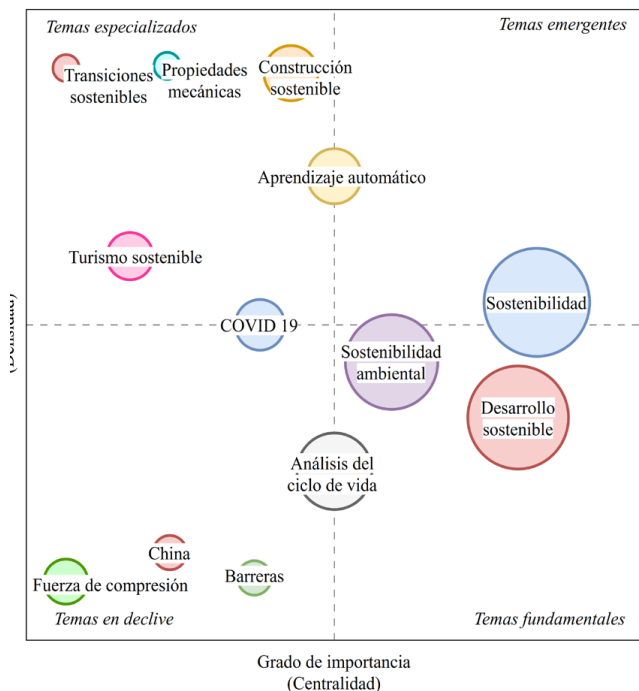 Temas especializados
Temas emergentes
Transiciones
sostenibles
Propiedades
mecánicas
Construcción
sostenible
Aprendizaje automático
Turismo sostenible
Sostenibilidad
COVID 19
Sostenibilidad
ambiental
Desarrollo
sostenible
Análisis del
ciclo de vida
China
Fuerza de compresión
Barreras
Temas en declive
Temas fundamentales
Grado de importancia
(Centralidad)